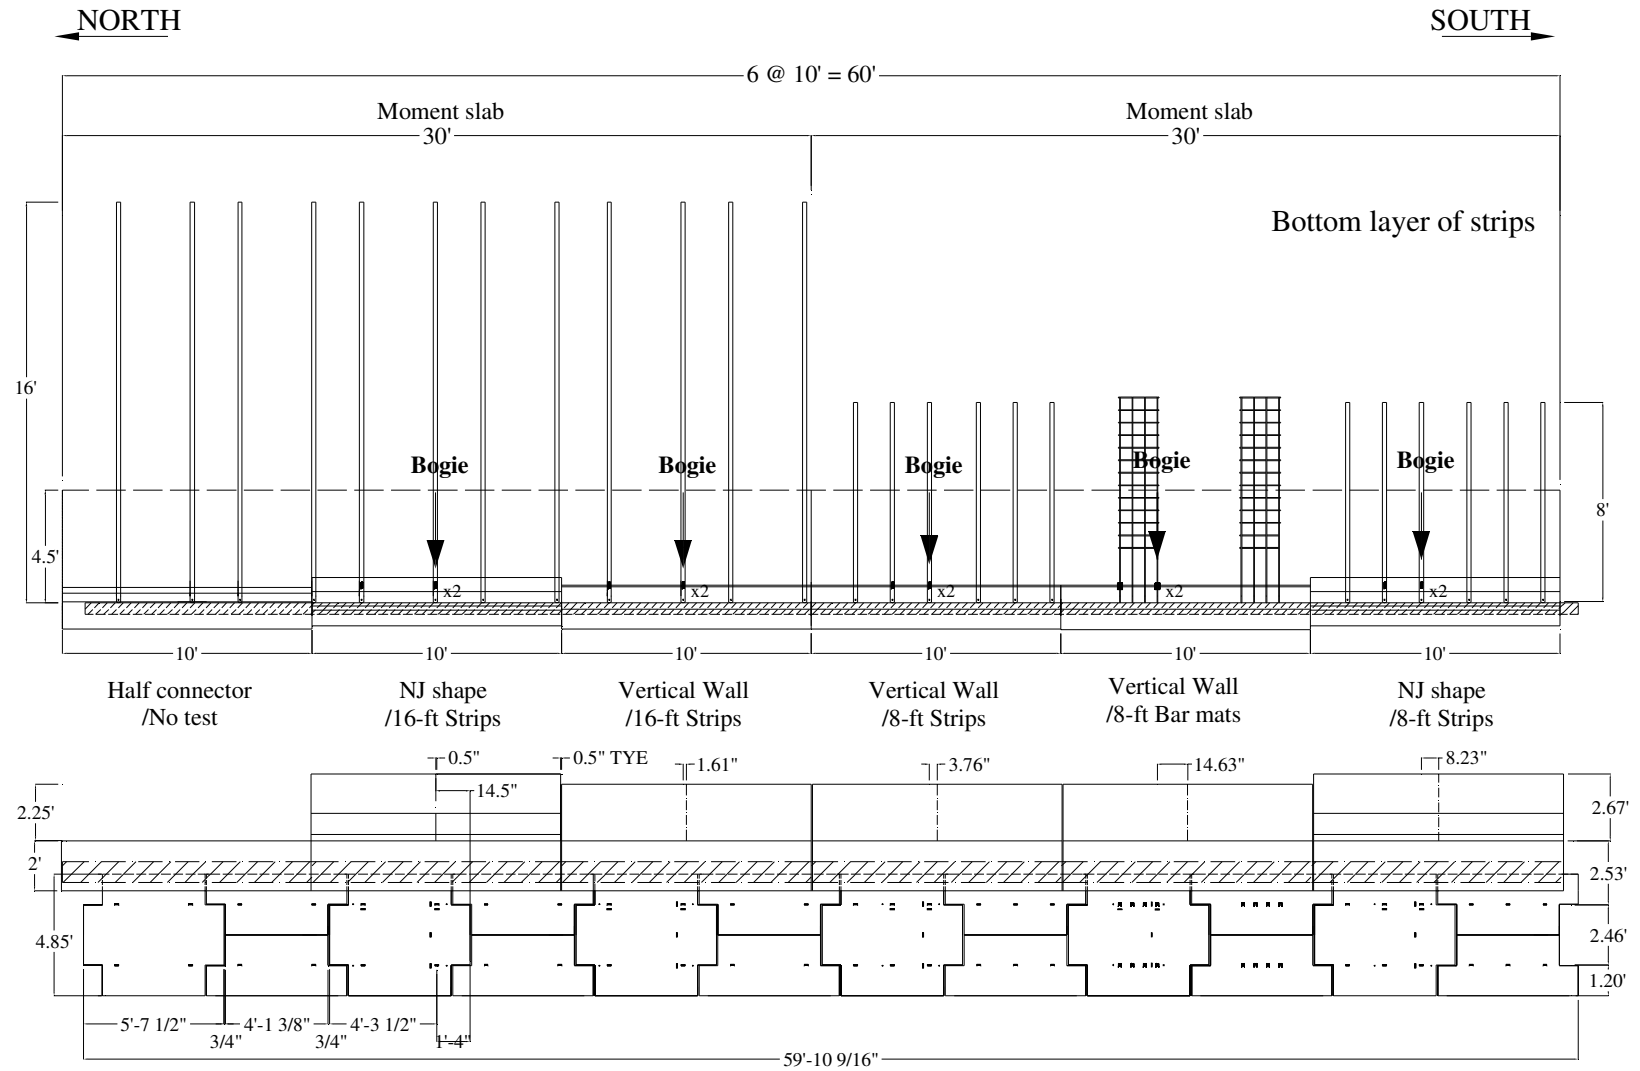 NORTH
SOUTH
6 @ 10' = 60'
Moment slab
Moment slab
30'
30'
Bottom layer of strips
16'
Bogie
Bogie
Bogie
Bogie
Bogie
8'
4.5'
x2
x2
x2
x2
x2
10'
10'
10'
10'
10'
10'
Half connector
/No test
NJ shape
/16-ft Strips
Vertical Wall
/16-ft Strips
Vertical Wall
/8-ft Strips
Vertical Wall
/8-ft Bar mats
NJ shape
/8-ft Strips
0.5"
0.5" TYE
1.61"
3.76"
14.63"
8.23"
14.5"
2.25'
2.67'
2'
2.53'
4.85'
2.46'
1.20'
5'-7 1/2"
4'-1 3/8"
4'-3 1/2"
3/4"
3/4"
1'-4"
59'-10 9/16"